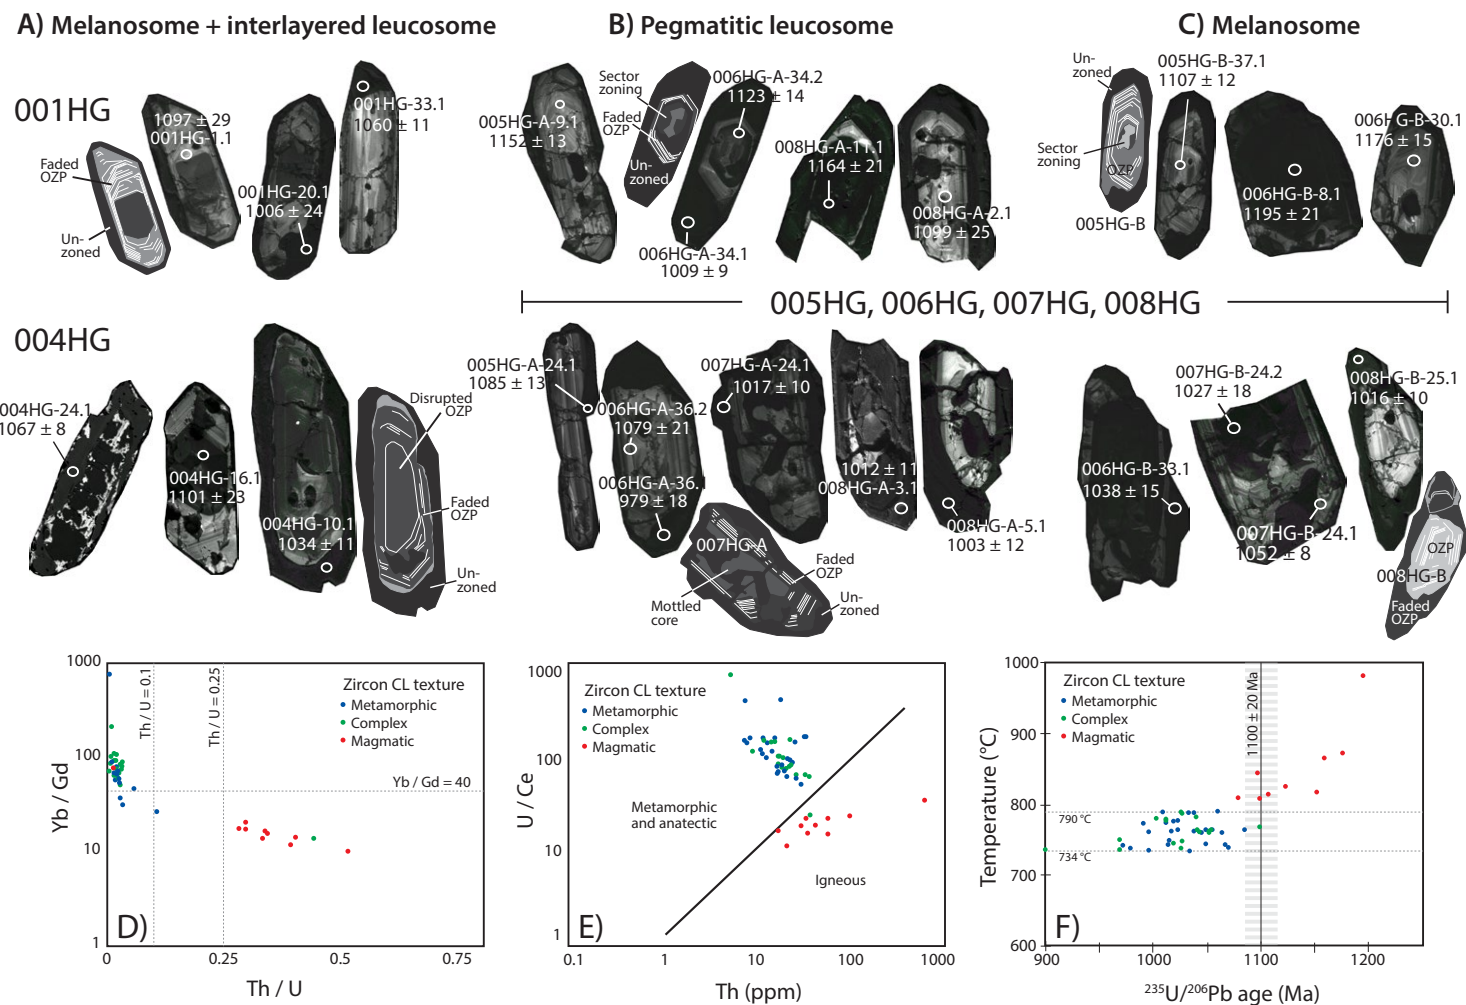 A) Melanosome + interlayered leucosome
B) Pegmatitic leucosome
C) Melanosome
001HG
Faded
OZP
Un-
zoned
1097 ± 29
001HG-1.1
001HG-20.1
1006 ± 24
001HG-33.1
1060 ± 11
005HG-A-9.1
1152 ± 13
Sector
zoning
Faded
OZP
Un-
zoned
006HG-A-34.2
1123 ± 14
006HG-A-34.1
1009 ± 9
008HG-A-11.1
1164 ± 21
008HG-A-2.1
1099 ± 25
Un-
zoned
Sector
zoning
OZP
005HG-B
005HG-B-37.1
1107 ± 12
006HG-B-8.1
1195 ± 21
006HG-B-30.1
1176 ± 15
005HG, 006HG, 007HG, 008HG
004HG
004HG-24.1
1067 ± 8
004HG-16.1
1101 ± 23
004HG-10.1
1034 ± 11
Disrupted
OZP
Faded
OZP
Un-
zoned
005HG-A-24.1
1085 ± 13
006HG-A-36.2
1079 ± 21
006HG-A-36.
979 ± 18
007HG-A-24.1
1017 ± 10
007HG-A
Mottled
core
Faded
OZP
Un-
zoned
1012 ± 11
008HG-A-3.1
008HG-A-5.1
1003 ± 12
006HG-B-33.1
1038 ± 15
007HG-B-24.2
1027 ± 18
007HG-B-24.1
1052 ± 8
008HG-B-25.1
1016 ± 10
OZP
008HG-B
Faded
OZP
1000
100
10
1
Yb / Gd
Th / U = 0.1
Th / U = 0.25
Zircon CL texture
Metamorphic
Complex
Magmatic
Yb / Gd = 40
D)
0
0.25
0.5
0.75
Th / U
1000
100
10
1
U / Ce
Zircon CL texture
Metamorphic
Complex
Magmatic
Metamorphic
and anatectic
Igneous
E)
0.1
1
10
100
1000
Th (ppm)
1000
900
800
700
600
Temperature (°C)
Zircon CL texture
Metamorphic
Complex
Magmatic
1100 ± 20 Ma
790 °C
734 °C
F)
900
1000
1100
1200
²³⁵U/²⁰⁶Pb age (Ma)